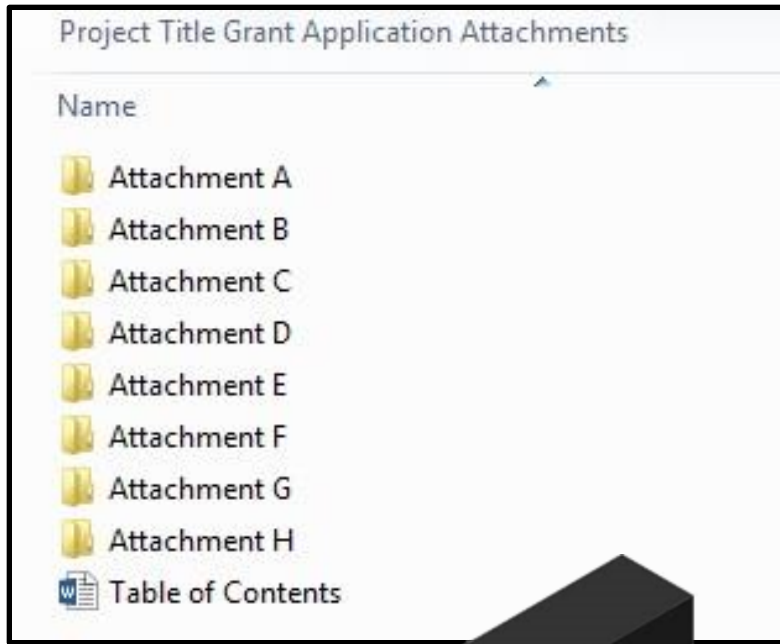 Project Title Grant Application Attachments
Name
Attachment A
Attachment B
Attachment C
Attachment D
Attachment E
Attachment F
Attachment G
Attachment H
Table of Contents